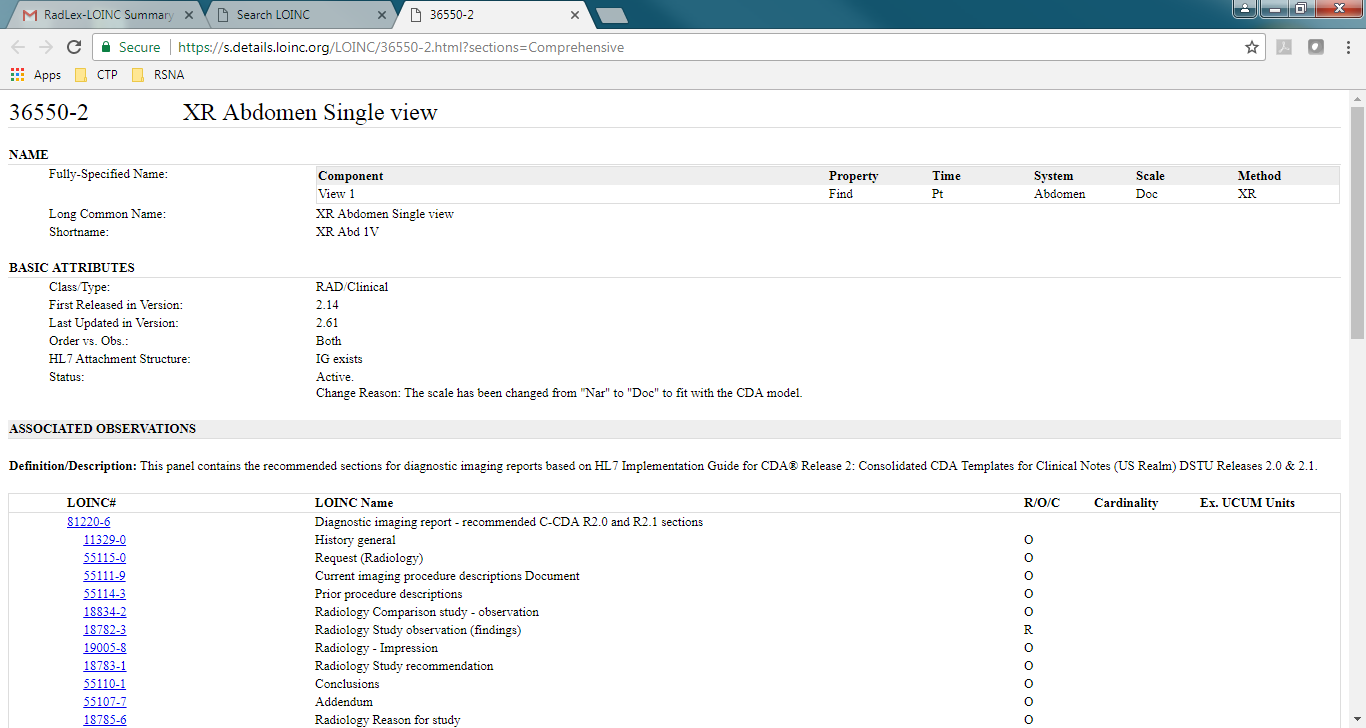 RadLex-LOINC Summary
Search LOINC
36550-2
Secure
https://s.details.loinc.org/LOINC/36550-2.html?sections=Comprehensive
Apps CTP RSNA
36550-2 XR Abdomen Single view
NAME
Fully-Specified Name: Component Property Time System Scale Method
View 1 Find Pt Abdomen Doc XR
Long Common Name: XR Abdomen Single view
Shortname: XR Abd 1V
BASIC ATTRIBUTES
Class/Type: RAD/Clinical
First Released in Version: 2.14
Last Updated in Version: 2.61
Order vs. Obs.: Both
HL7 Attachment Structure: IG exists
Status: Active.
Change Reason: The scale has been changed from "Nar" to "Doc" to fit with the CDA model.
ASSOCIATED OBSERVATIONS
Definition/Description: This panel contains the recommended sections for diagnostic imaging reports based on HL7 Implementation Guide for CDA® Release 2: Consolidated CDA Templates for Clinical Notes (US Realm) DSTU Releases 2.0 & 2.1.
LOINC# LOINC Name R/O/C Cardinality Ex. UCUM Units
81220-6 Diagnostic imaging report - recommended C-CDA R2.0 and R2.1 sections
11329-0 History general O
55115-0 Request (Radiology) O
55111-9 Current imaging procedure descriptions Document O
55114-3 Prior procedure descriptions O
18834-2 Radiology Comparison study - observation O
18782-3 Radiology Study observation (findings) R
19005-8 Radiology - Impression O
18783-1 Radiology Study recommendation O
55110-1 Conclusions O
55107-7 Addendum O
18785-6 Radiology Reason for study O